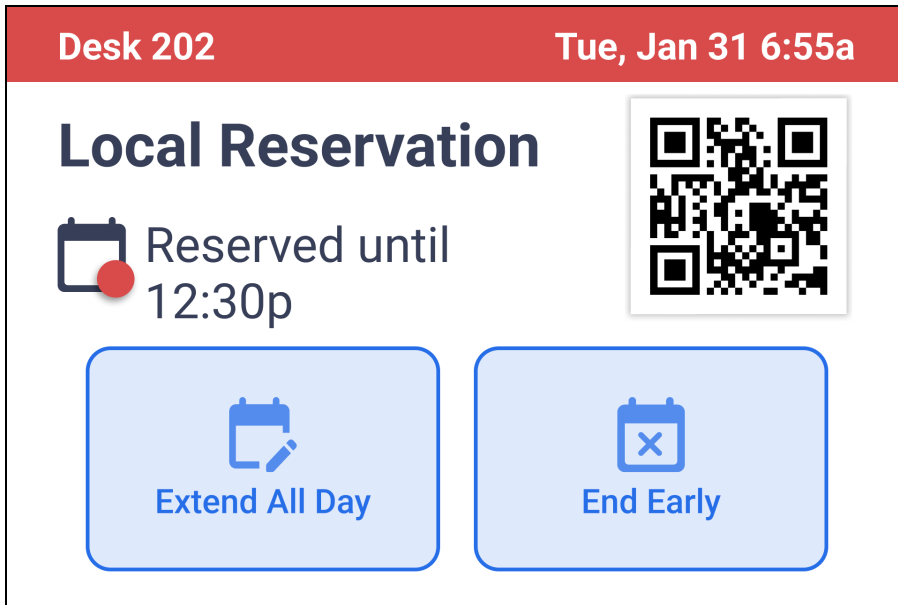 Desk 202
Tue, Jan 31 6:55a
Local Reservation
Reserved until
12:30p
Extend All Day
End Early